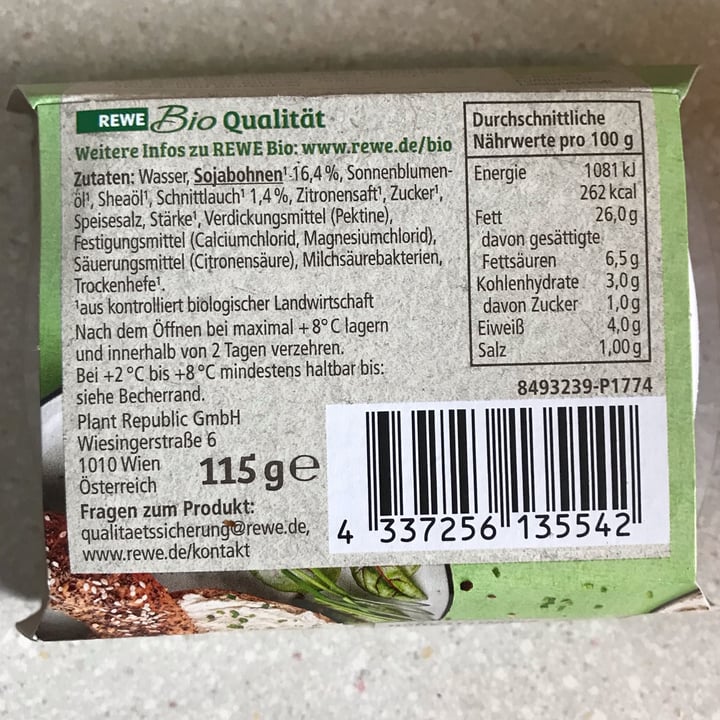 REWE Bio Qualität
Weitere Infos zu REWE Bio: www.rewe.de/bio
Zutaten: Wasser, Sojabohnen¹ 16,4 %, Sonnenblumen-
öl¹, Sheaöl¹, Schnittlauch¹ 1,4 %, Zitronensaft¹, Zucker¹,
Speisesalz, Stärke¹, Verdickungsmittel (Pektine),
Festigungsmittel (Calciumchlorid, Magnesiumchlorid),
Säuerungsmittel (Citronensäure), Milchsäurebakterien,
Trockenhefe¹.
¹aus kontrolliert biologischer Landwirtschaft
Nach dem Öffnen bei maximal +8°C lagern
und innerhalb von 2 Tagen verzehren.
Bei +2°C bis +8°C mindestens haltbar bis:
siehe Becherrand.
Plant Republic GmbH
Wiesingerstraße 6
1010 Wien
Österreich
115 g e
Fragen zum Produkt:
qualitaetssicherung@rewe.de,
www.rewe.de/kontakt
Durchschnittliche
Nährwerte pro 100 g
Energie 1081 kJ
262 kcal
Fett 26,0 g
davon gesättigte
Fettsäuren 6,5 g
Kohlenhydrate 3,0 g
davon Zucker 1,0 g
Eiweiß 4,0 g
Salz 1,00 g
8493239-P1774
4 337256 135542